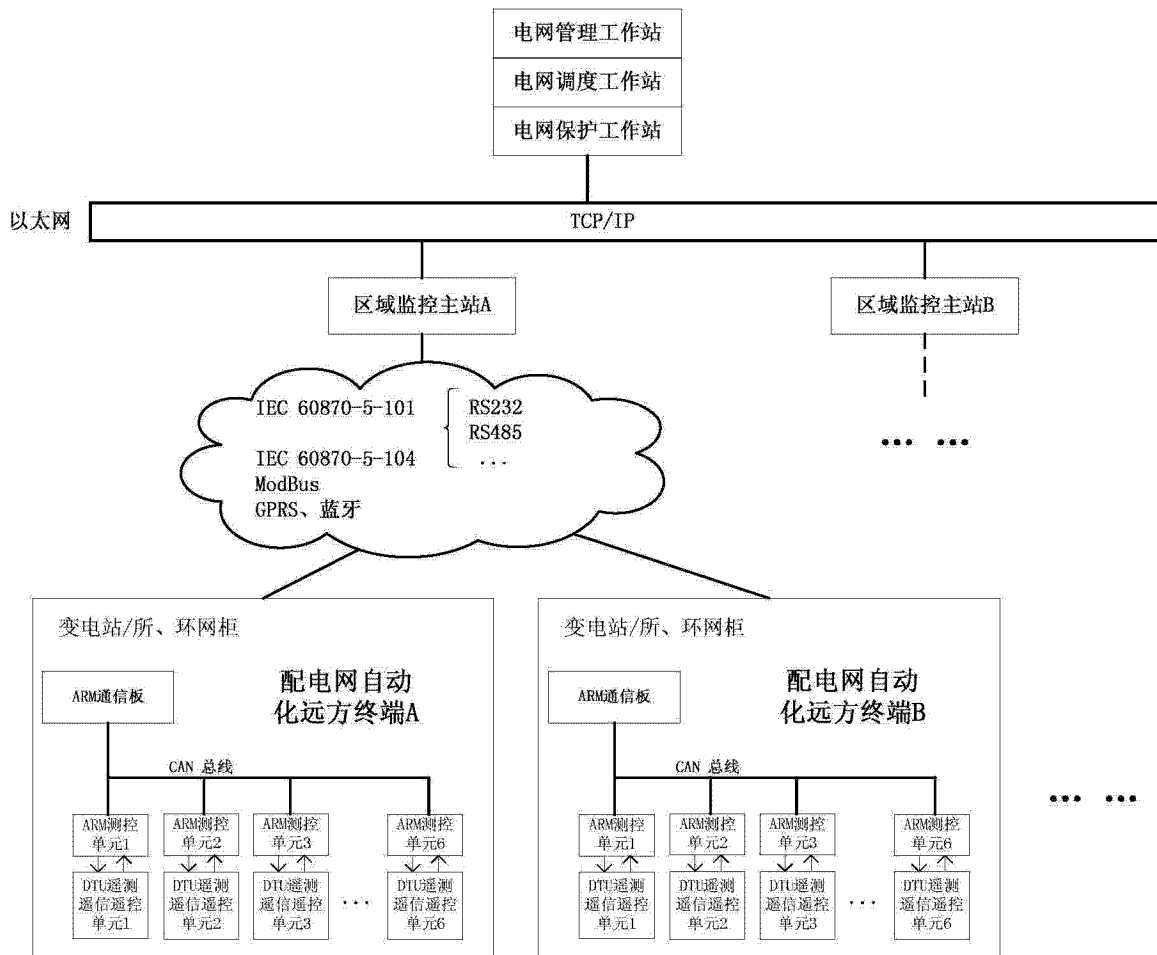 电网管理工作站
电网调度工作站
电网保护工作站
以太网
TCP/IP
区域监控主站A
区域监控主站B
IEC 60870-5-101
RS232
RS485
...
IEC 60870-5-104
ModBus
GPRS、蓝牙
... ...
变电站/所、环网柜
ARM通信板
配电网自动
化远方终端A
CAN 总线
ARM测控
单元1
ARM测控
单元2
ARM测控
单元3
ARM测控
单元6
DTU遥测
遥信遥控
单元1
DTU遥测
遥信遥控
单元2
DTU遥测
遥信遥控
单元3
...
DTU遥测
遥信遥控
单元6
变电站/所、环网柜
ARM通信板
配电网自动
化远方终端B
CAN 总线
ARM测控
单元1
ARM测控
单元2
ARM测控
单元3
ARM测控
单元6
DTU遥测
遥信遥控
单元1
DTU遥测
遥信遥控
单元2
DTU遥测
遥信遥控
单元3
...
DTU遥测
遥信遥控
单元6
... ...